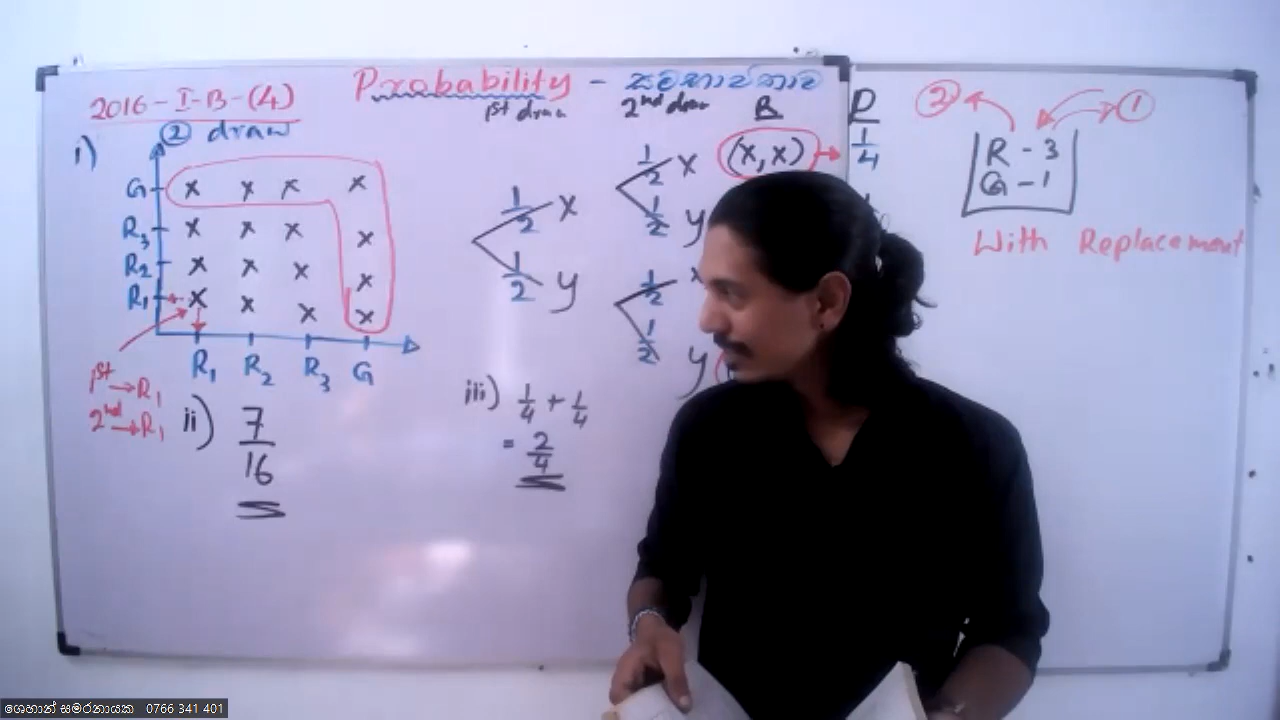 2016 - I - B - (4)
Probability - සම්භාවිතාව
② draw
1st draw
2nd draw
B
P
i)
G
R3
R2
R1
R1 R2 R3 G
1st → R1
2nd → R1
ii) 7/16
1/2 x
1/2 y
1/2 x
1/2 y
(x,x) → 1/4
1/2
1/2 y
iii) 1/4 + 1/4
= 2/4
② ①
R - 3
G - 1
With Replacement
0766 341 401